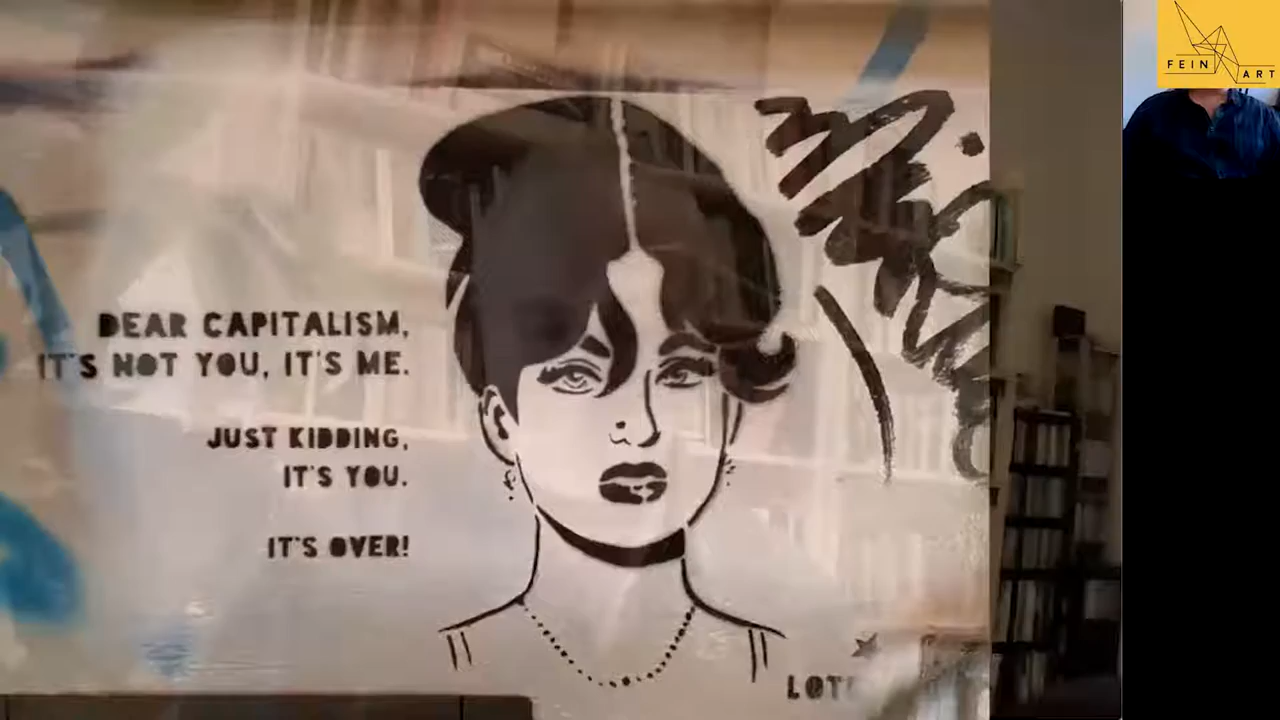 FEIN
ART
DEAR CAPITALISM,
IT'S NOT YOU, IT'S ME.
JUST KIDDING,
IT'S YOU.
IT'S OVER!